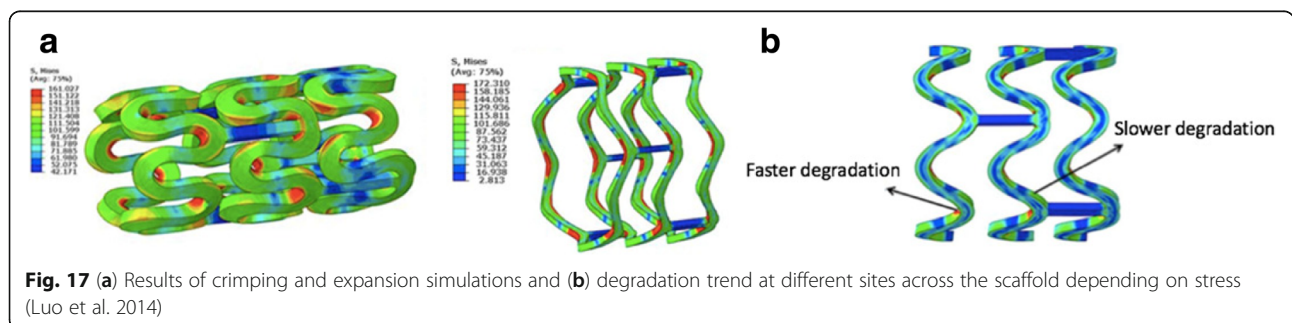 a
S, Mises
(Avg: 75%)
161.027
151.122
141.218
131.313
121.408
111.504
101.599
91.694
81.789
71.885
61.980
52.075
42.171
S, Mises
(Avg: 75%)
172.310
158.185
144.061
129.936
115.811
101.686
87.562
73.437
59.312
45.187
31.063
16.938
2.813
b
Slower degradation
Faster degradation
Fig. 17 (a) Results of crimping and expansion simulations and (b) degradation trend at different sites across the scaffold depending on stress
(Luo et al. 2014)